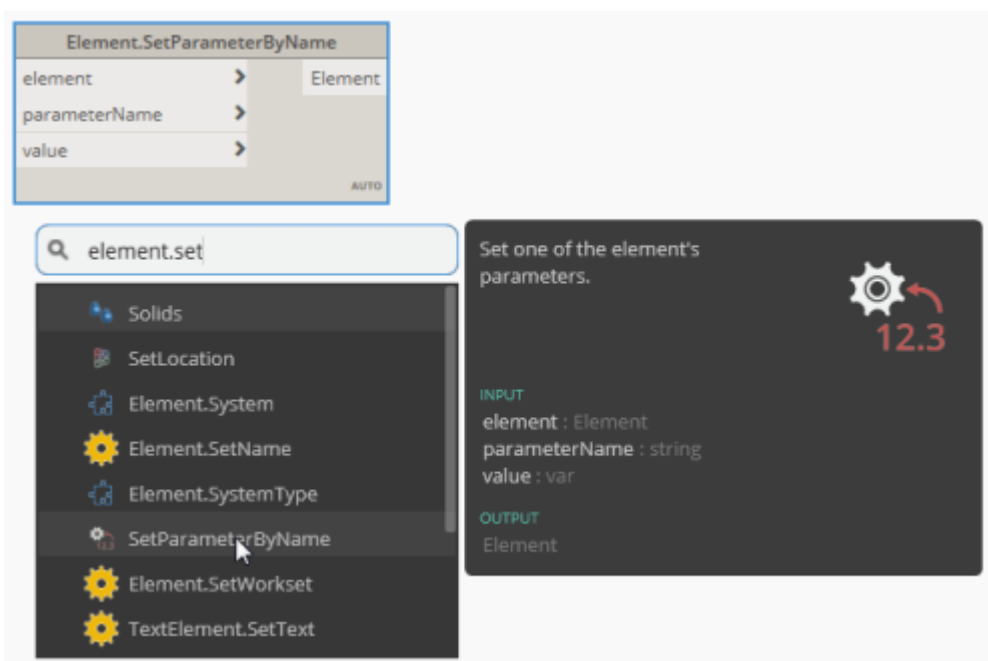 Element.SetParameterByName
element > Element
parameterName >
value >
AUTO
element.set
Solids
SetLocation
Element.System
Element.SetName
Element.SystemType
SetParameterByName
Element.SetWorkset
TextElement.SetText
Set one of the element's
parameters.
12.3
INPUT
element : Element
parameterName : string
value : var
OUTPUT
Element